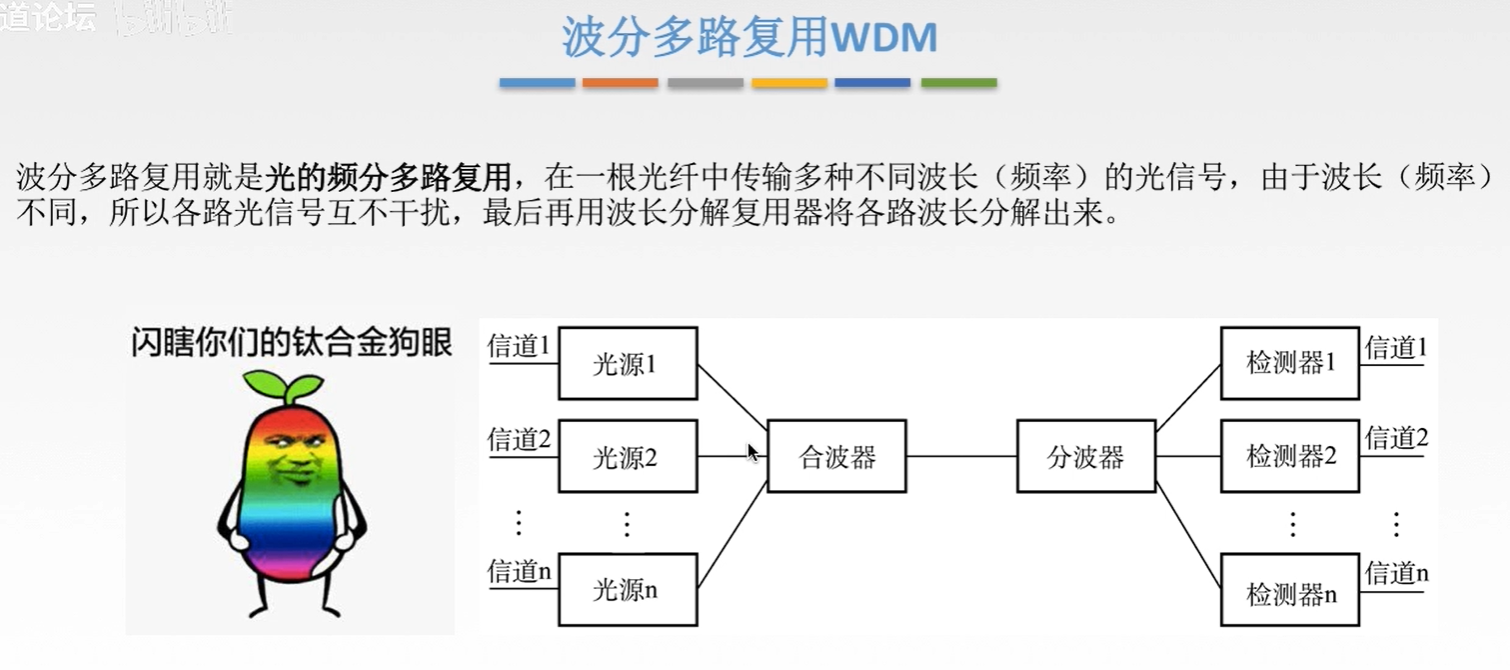 道论坛 bilibili
波分多路复用WDM
波分多路复用就是光的频分多路复用，在一根光纤中传输多种不同波长（频率）的光信号，由于波长（频率）
不同，所以各路光信号互不干扰，最后再用波长分解复用器将各路波长分解出来。
闪瞎你们的钛合金狗眼
信道1
光源1
检测器1
信道1
信道2
光源2
合波器
分波器
检测器2
信道2
信道n
光源n
检测器n
信道n